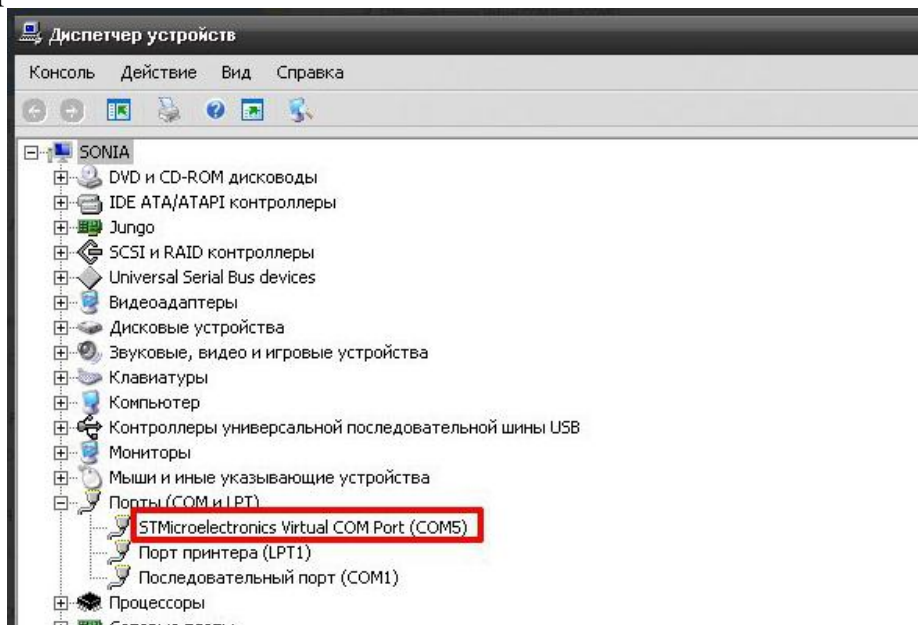 Диспетчер устройств
Консоль Действие Вид Справка
SONIA
DVD и CD-ROM дисководы
IDE ATA/ATAPI контроллеры
Jungo
SCSI и RAID контроллеры
Universal Serial Bus devices
Видеоадаптеры
Дисковые устройства
Звуковые, видео и игровые устройства
Клавиатуры
Компьютер
Контроллеры универсальной последовательной шины USB
Мониторы
Мыши и иные указывающие устройства
Порты (COM и LPT)
STMicroelectronics Virtual COM Port (COM5)
Порт принтера (LPT1)
Последовательный порт (COM1)
Процессоры